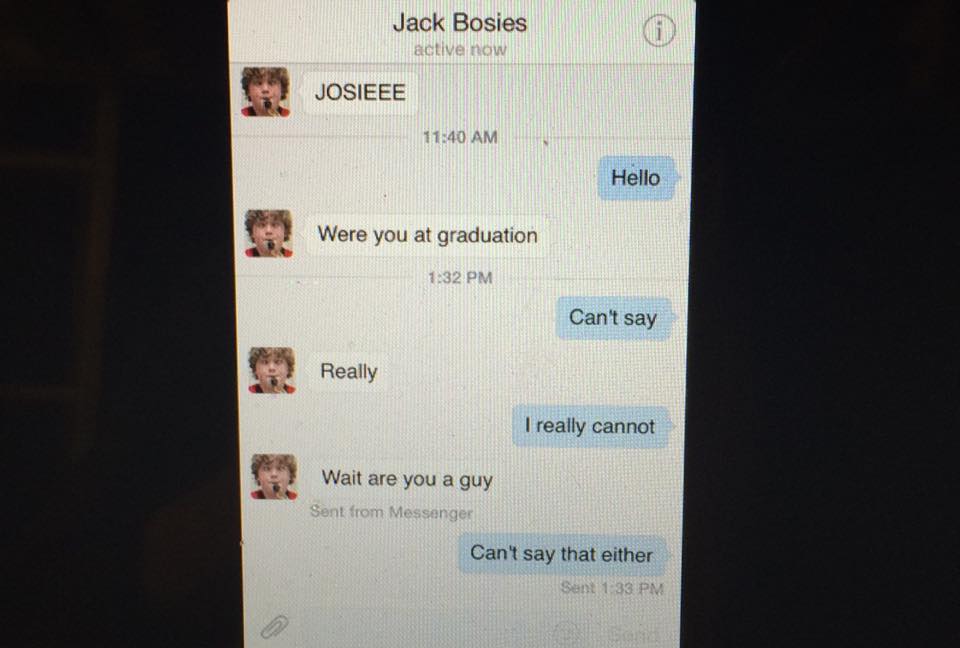 Jack Bosies
active now
JOSIEEE
11:40 AM
Hello
Were you at graduation
1:32 PM
Can't say
Really
I really cannot
Wait are you a guy
Sent from Messenger
Can't say that either
Sent 1:33 PM
Send